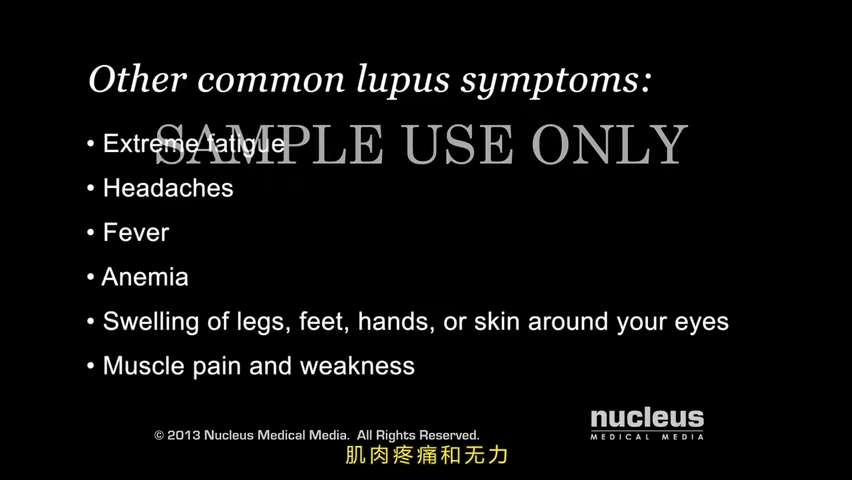 Other common lupus symptoms:
SAMPLE USE ONLY
• Extreme fatigue
• Headaches
• Fever
• Anemia
• Swelling of legs, feet, hands, or skin around your eyes
• Muscle pain and weakness
nucleus
MEDICAL MEDIA
© 2013 Nucleus Medical Media. All Rights Reserved.
肌肉疼痛和无力